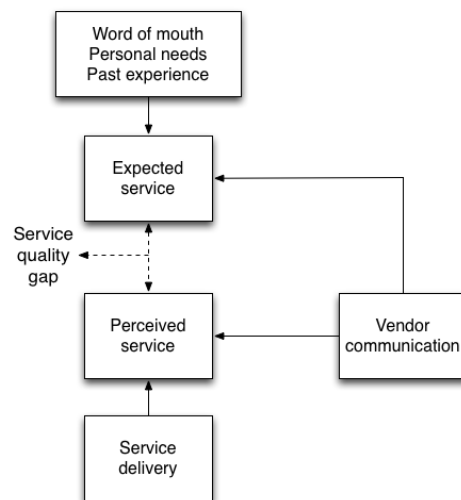 Word of mouth
Personal needs
Past experience
Expected
service
Service
quality
gap
Perceived
service
Vendor
communication
Service
delivery